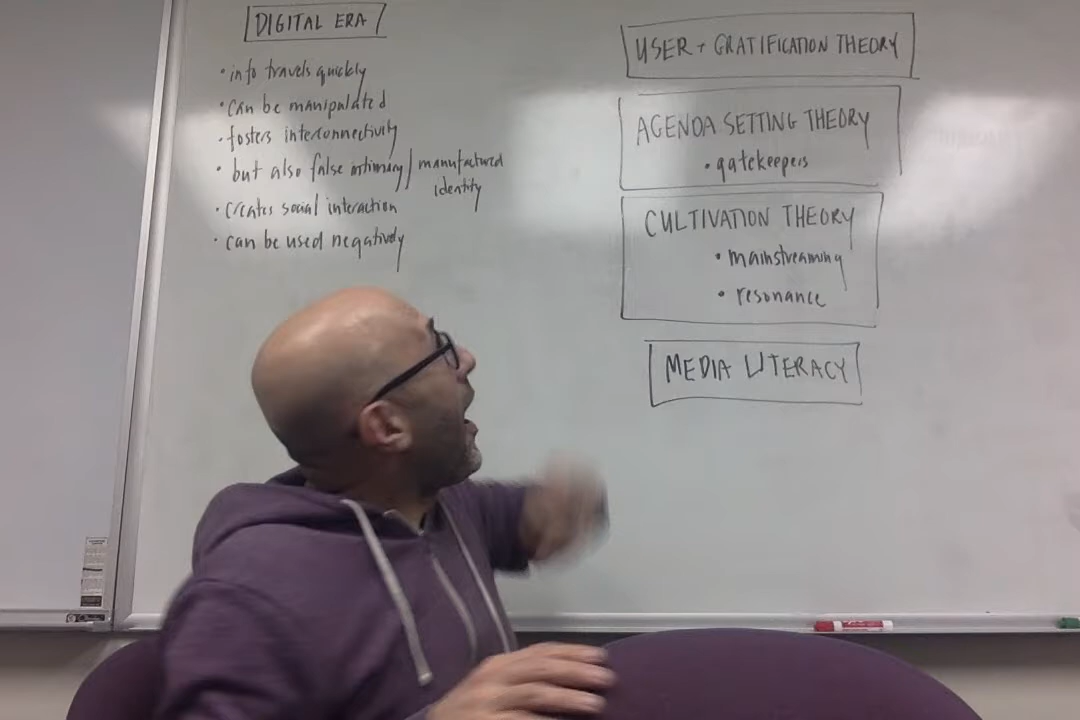 DIGITAL ERA
• info travels quickly
• can be manipulated
• fosters interconnectivity
• but also false intimacy / manufactured
identity
• creates social interaction
• can be used negatively
USER + GRATIFICATION THEORY
AGENDA SETTING THEORY
• gatekeepers
CULTIVATION THEORY
• mainstreaming
• resonance
MEDIA LITERACY